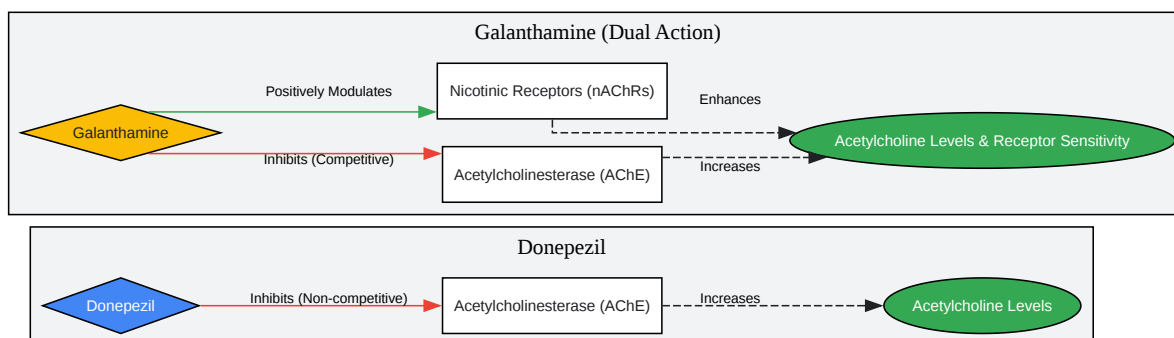 Galanthamine (Dual Action)
Positively Modulates
Nicotinic Receptors (nAChRs)
Enhances
Galanthamine
Acetylcholine Levels & Receptor Sensitivity
Inhibits (Competitive)
Acetylcholinesterase (AChE)
Increases
Donepezil
Donepezil
Inhibits (Non-competitive)
Acetylcholinesterase (AChE)
Increases
Acetylcholine Levels